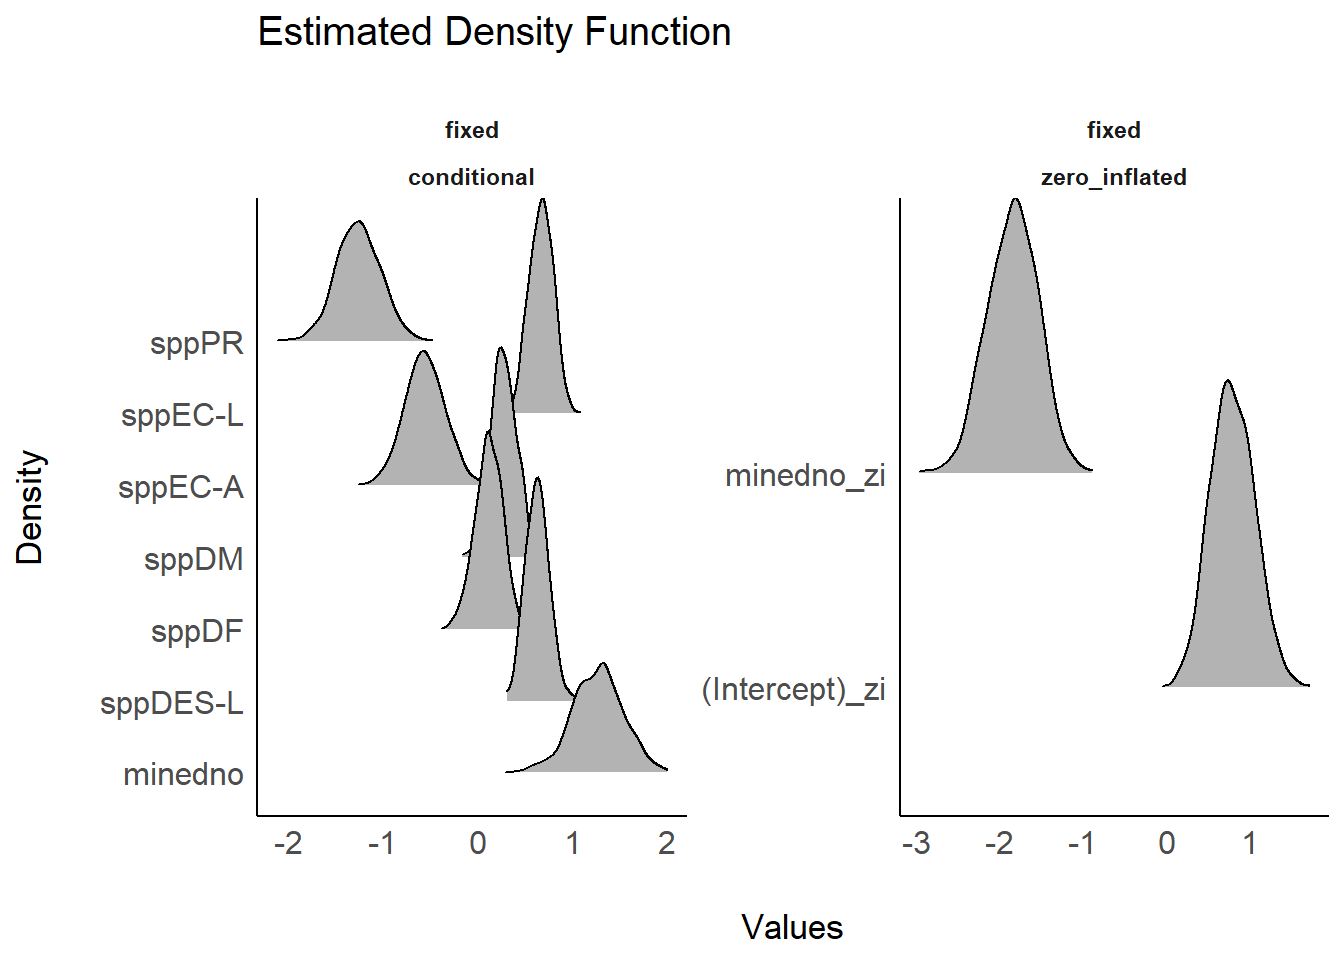 Estimated Density Function
fixed
conditional
fixed
zero_inflated
Density
sppPR
sppEC-L
sppEC-A
sppDM
sppDF
sppDES-L
minedno
-2 -1 0 1 2
minedno_zi
(Intercept)_zi
-3 -2 -1 0 1
Values